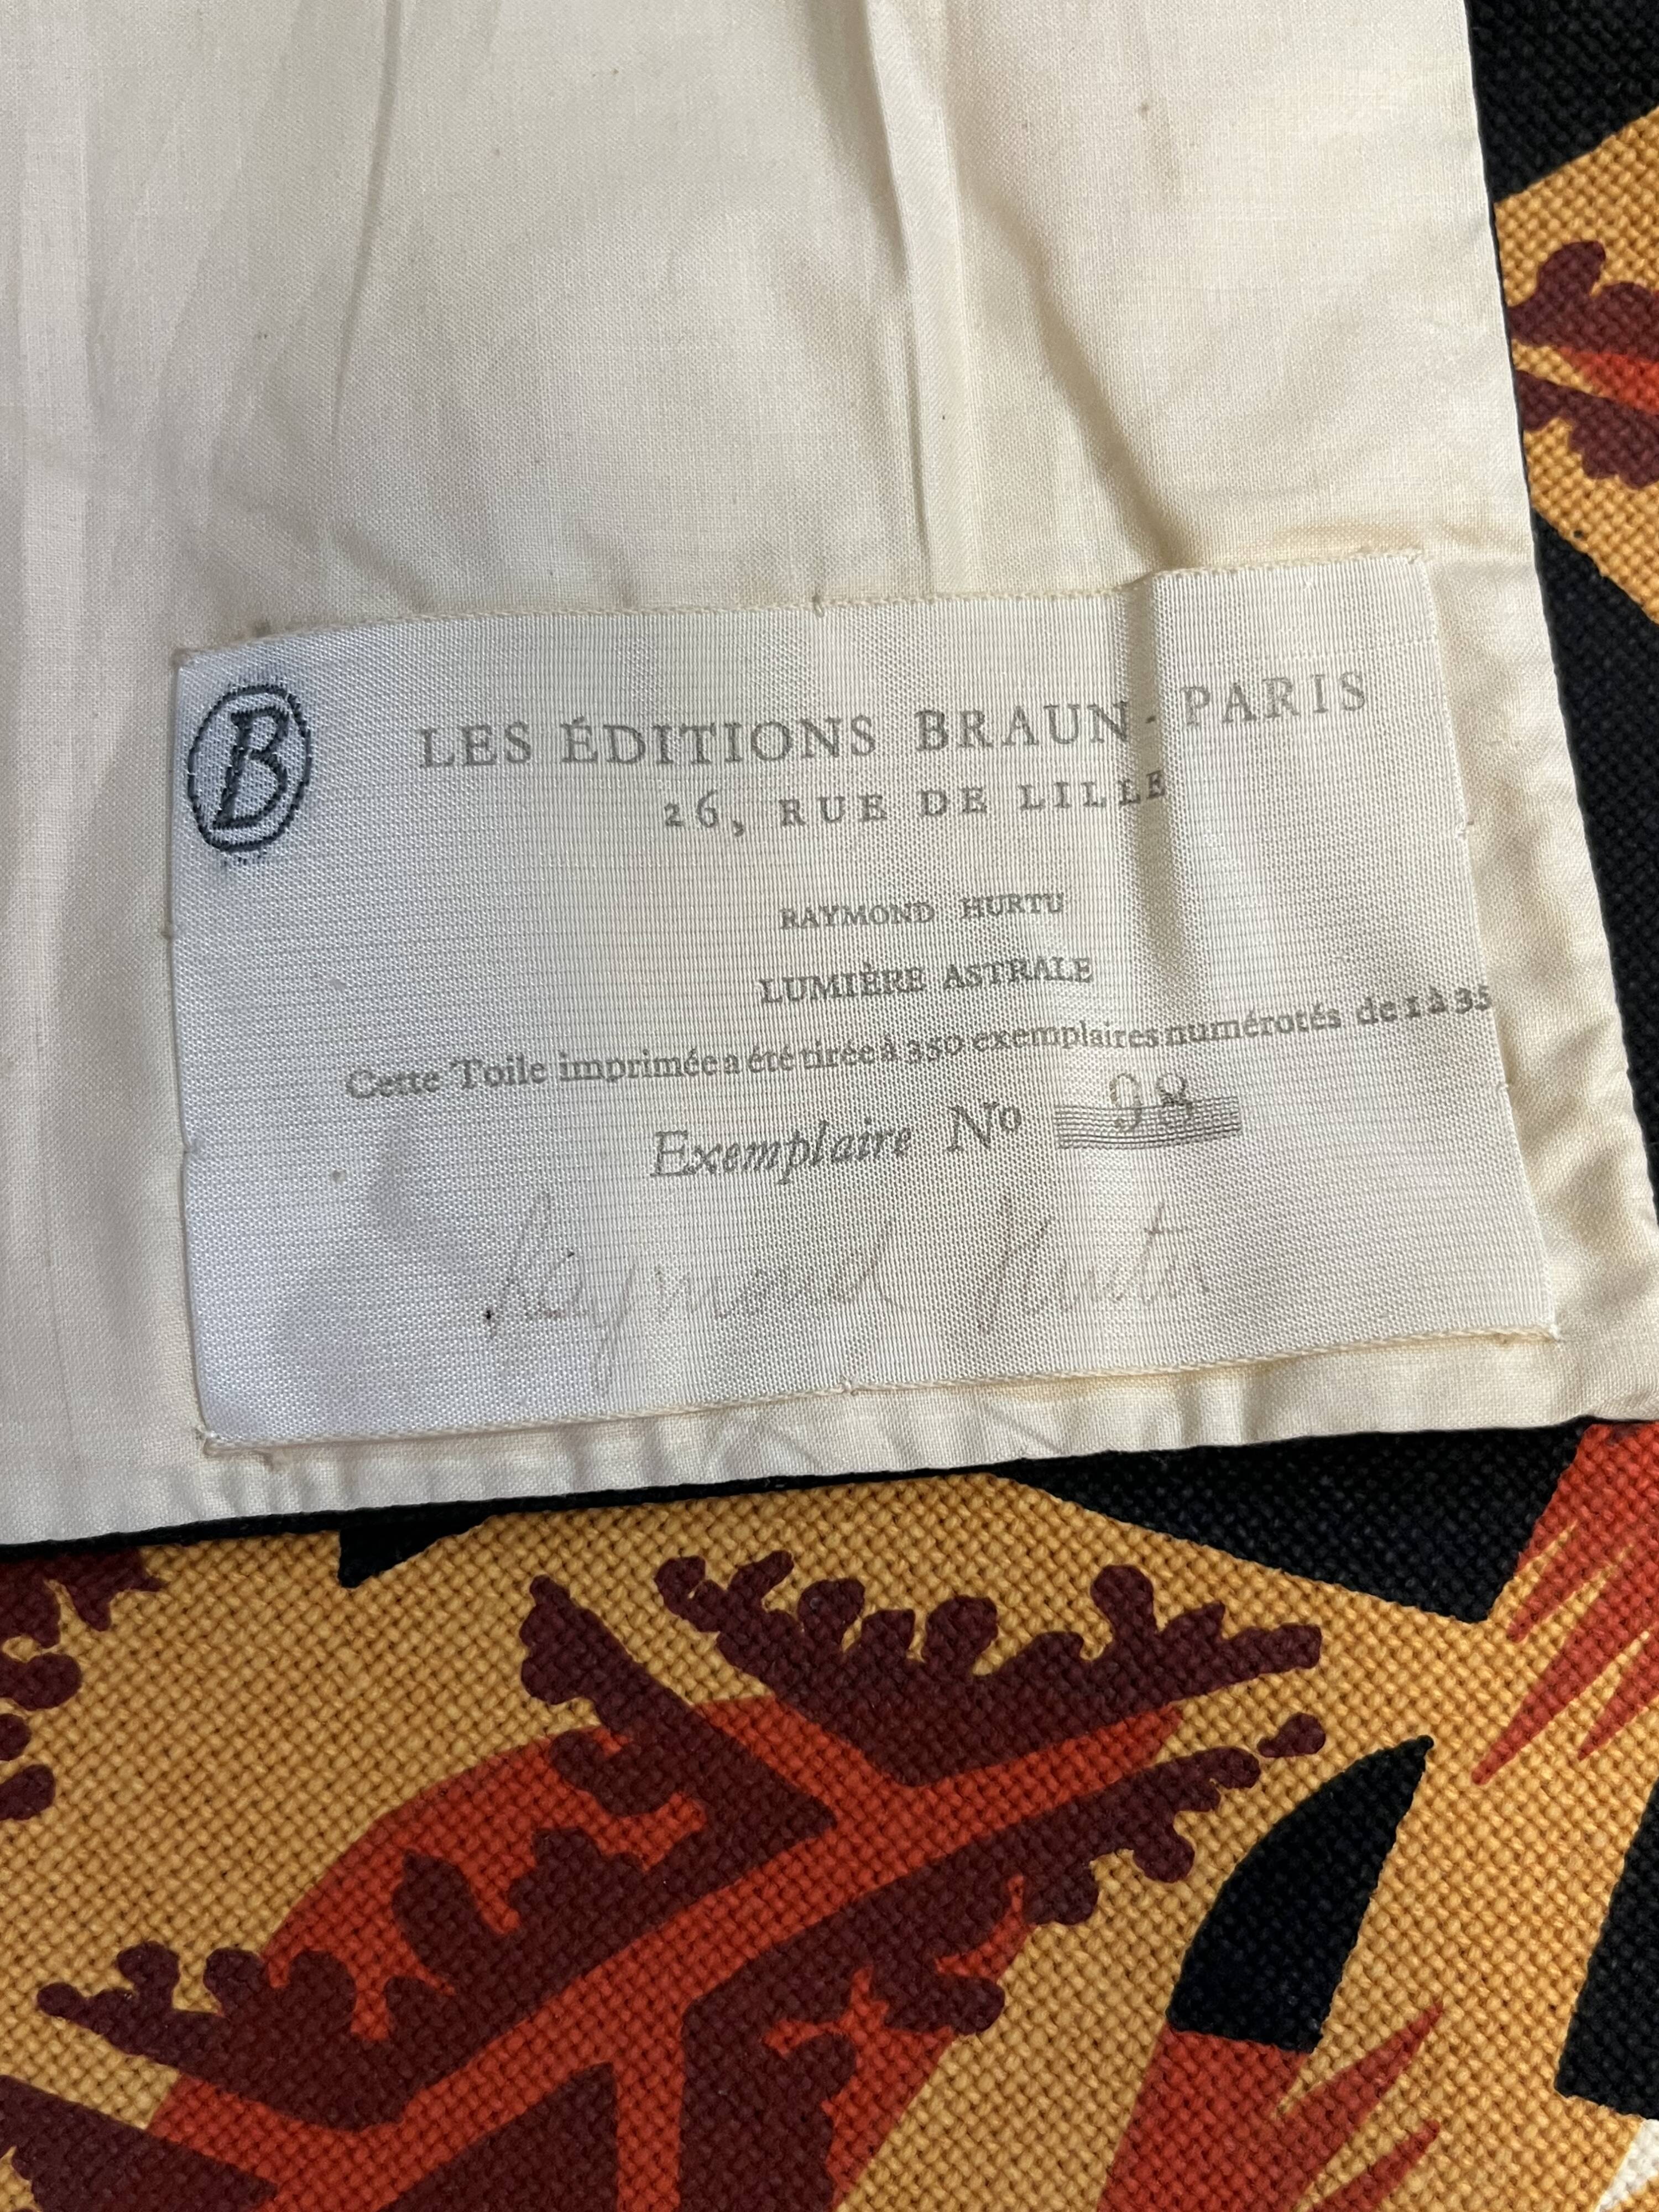 B
LES ÉDITIONS BRAUN - PARIS
26, RUE DE LILLE
RAYMOND HURTU
LUMIÈRE ASTRALE
Cette Toile imprimée a été tirée à 350 exemplaires numérotés de 1 à 35
Exemplaire No 98
Raymond Hurtu